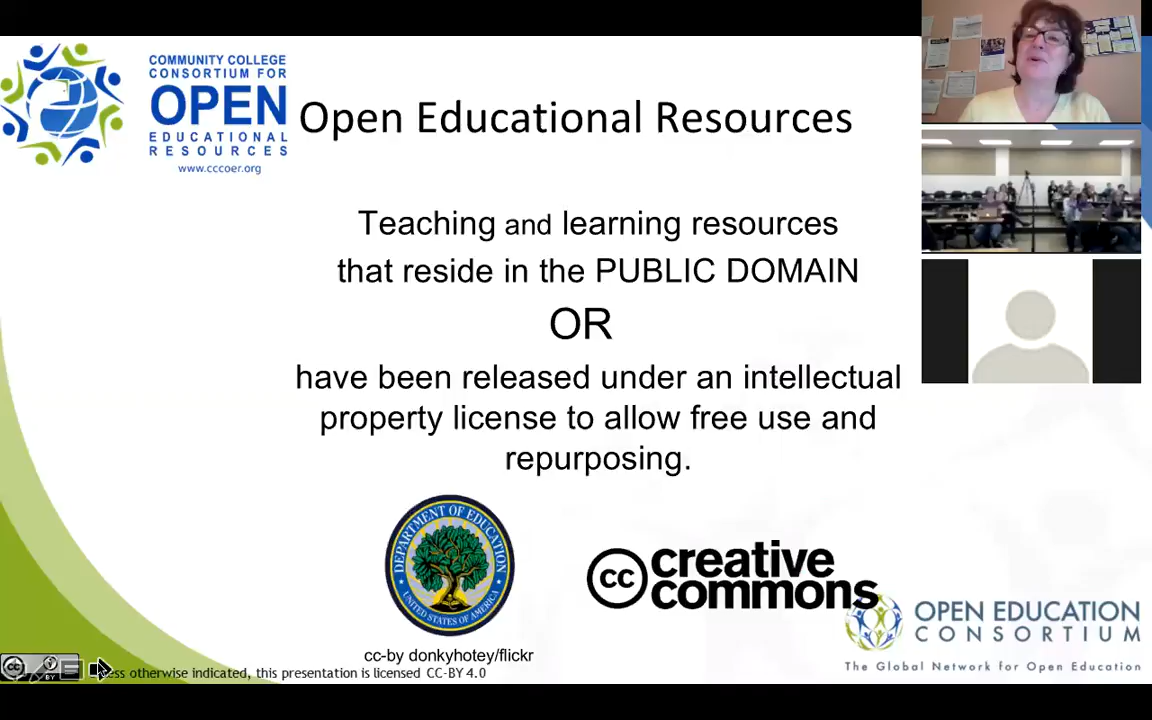 COMMUNITY COLLEGE
CONSORTIUM FOR
OPEN
EDUCATIONAL
RESOURCES
www.cccoer.org
Open Educational Resources
Teaching and learning resources
that reside in the PUBLIC DOMAIN
OR
have been released under an intellectual
property license to allow free use and
repurposing.
DEPARTMENT OF EDUCATION
UNITED STATES OF AMERICA
cc creative
commons
OPEN EDUCATION
CONSORTIUM
The Global Network for Open Education
cc-by donkyhotey/flickr
cc BY
otherwise indicated, this presentation is licensed CC-BY 4.0